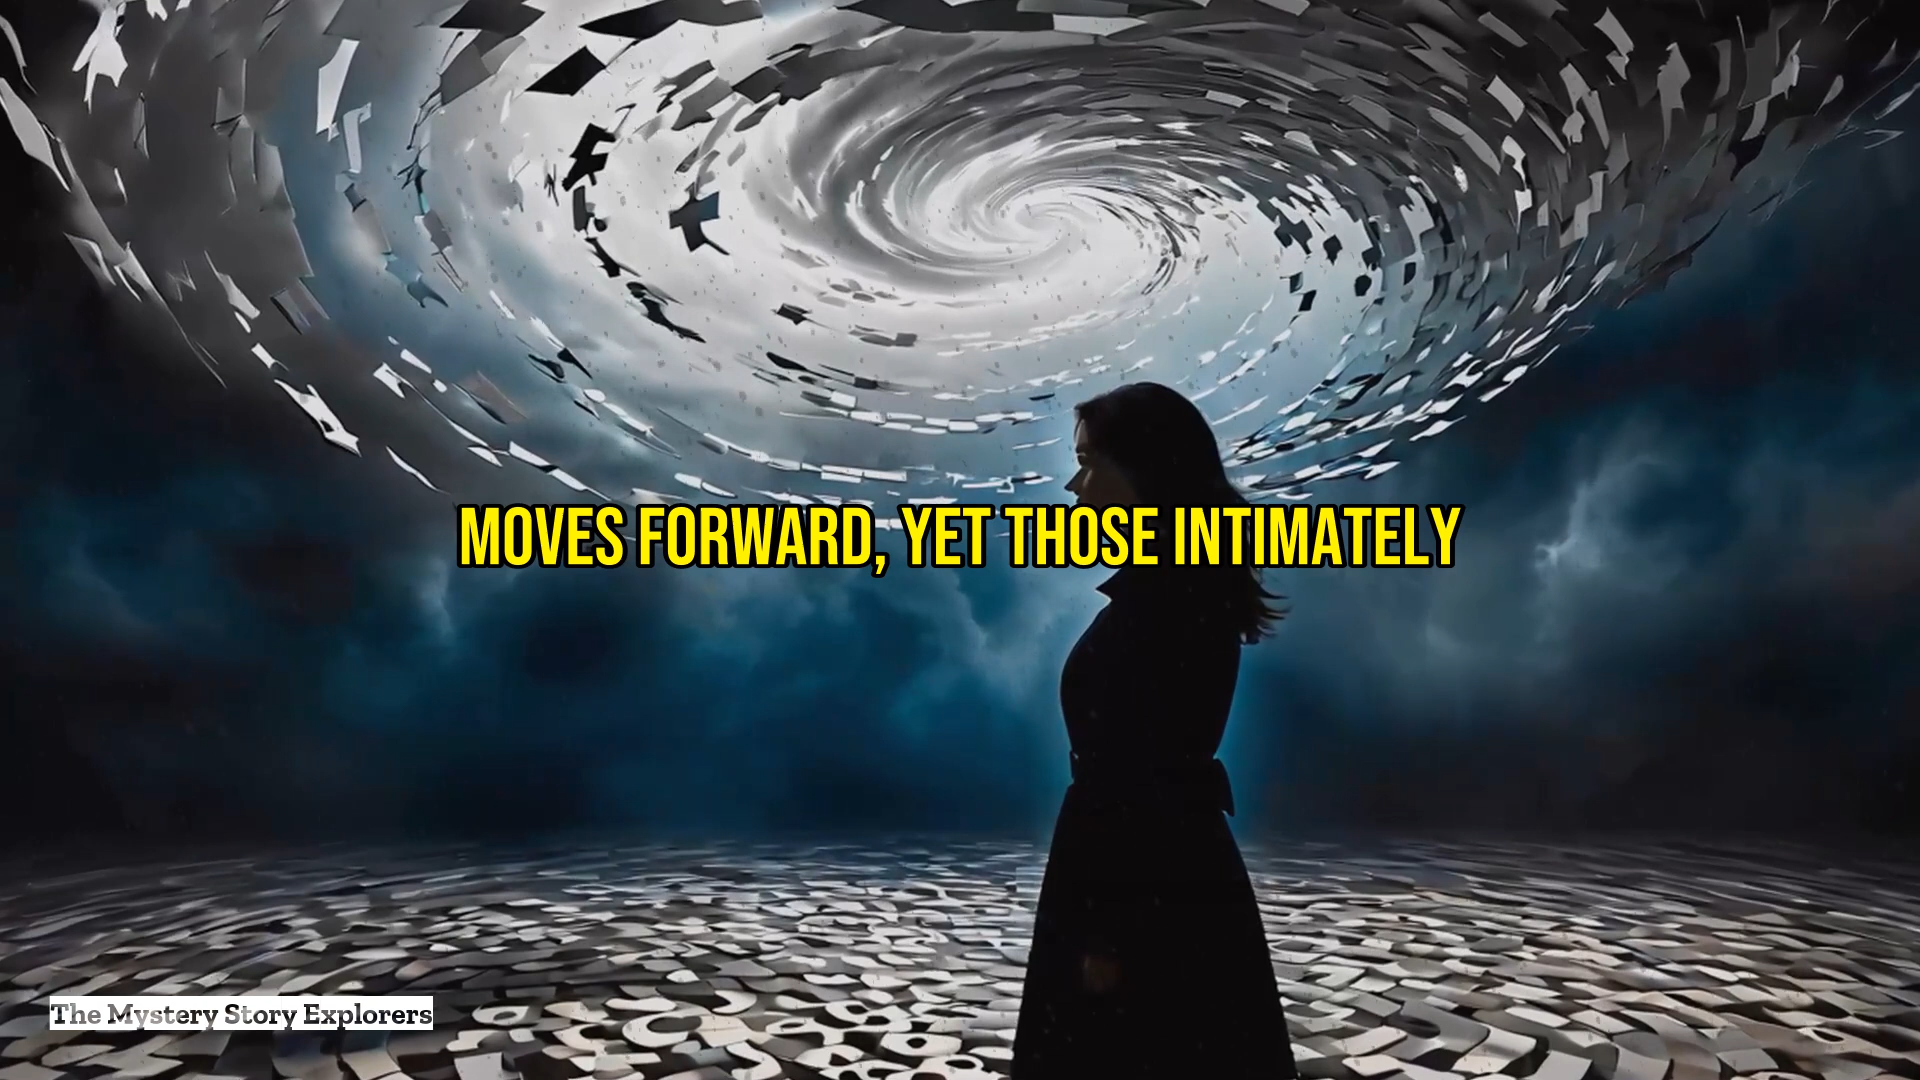 MOVES FORWARD, YET THOSE INTIMATELY
The Mystery Story Explorers